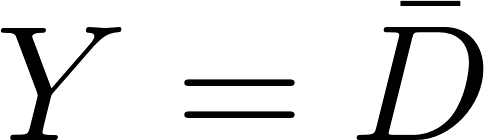 Y = D̄